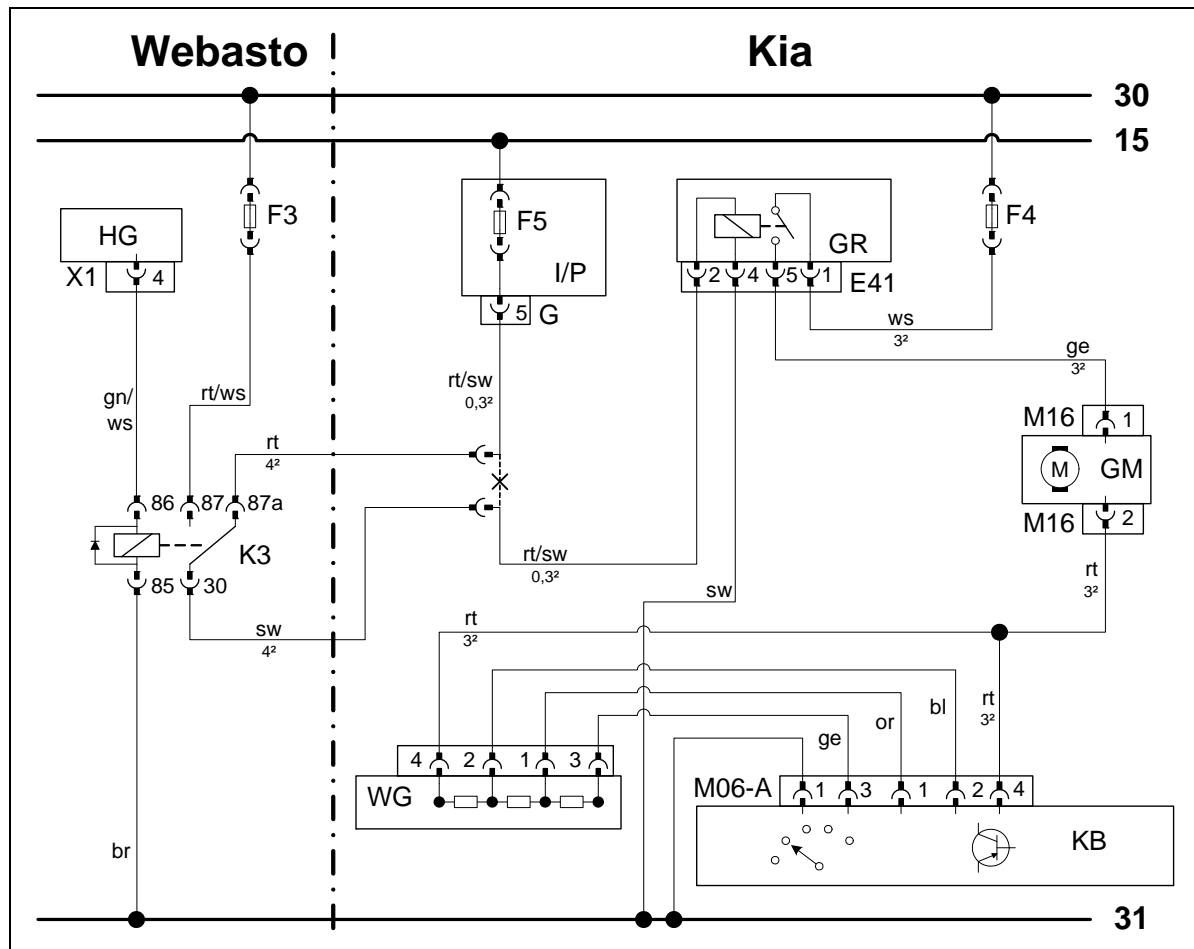 Webasto
Kia
30
15
HG
X1 4
F3
F5
I/P
5 G
GR
2 4 5 1 E41
F4
ws
3²
ge
3²
gn/
ws
rt/ws
rt/sw
0,3²
rt
4²
M16 1
M GM
M16 2
86 87 87a
K3
85 30
rt/sw
0,3²
sw
rt
3²
sw
4²
rt
3²
ge
or
bl
rt
3²
4 2 1 3
WG
M06-A 1 3 1 2 4
KB
br
31